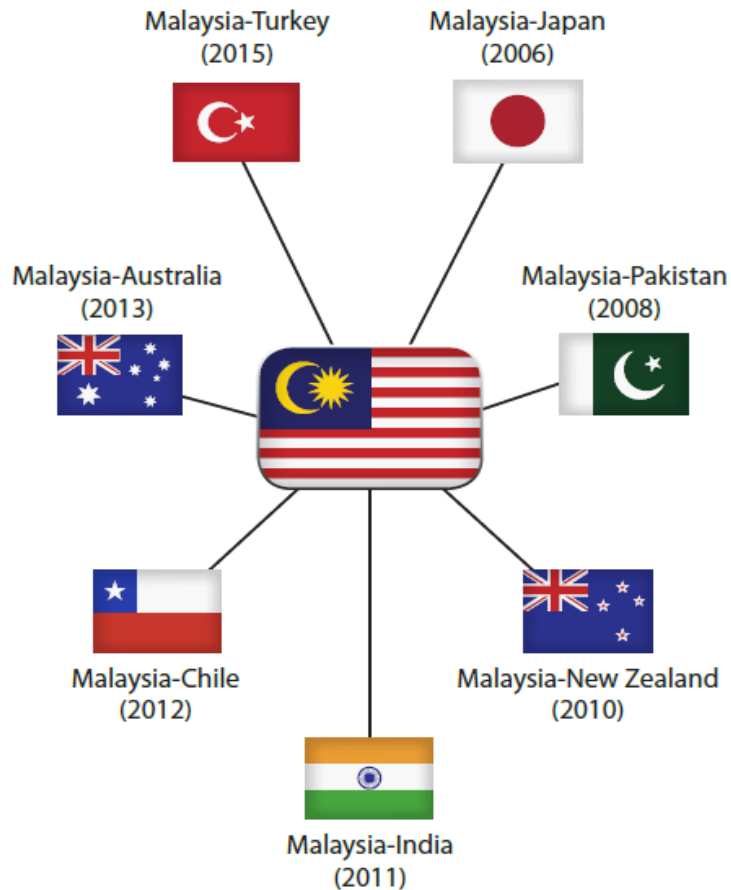 Malaysia-Turkey
(2015)
Malaysia-Japan
(2006)
Malaysia-Australia
(2013)
Malaysia-Pakistan
(2008)
Malaysia-Chile
(2012)
Malaysia-New Zealand
(2010)
Malaysia-India
(2011)